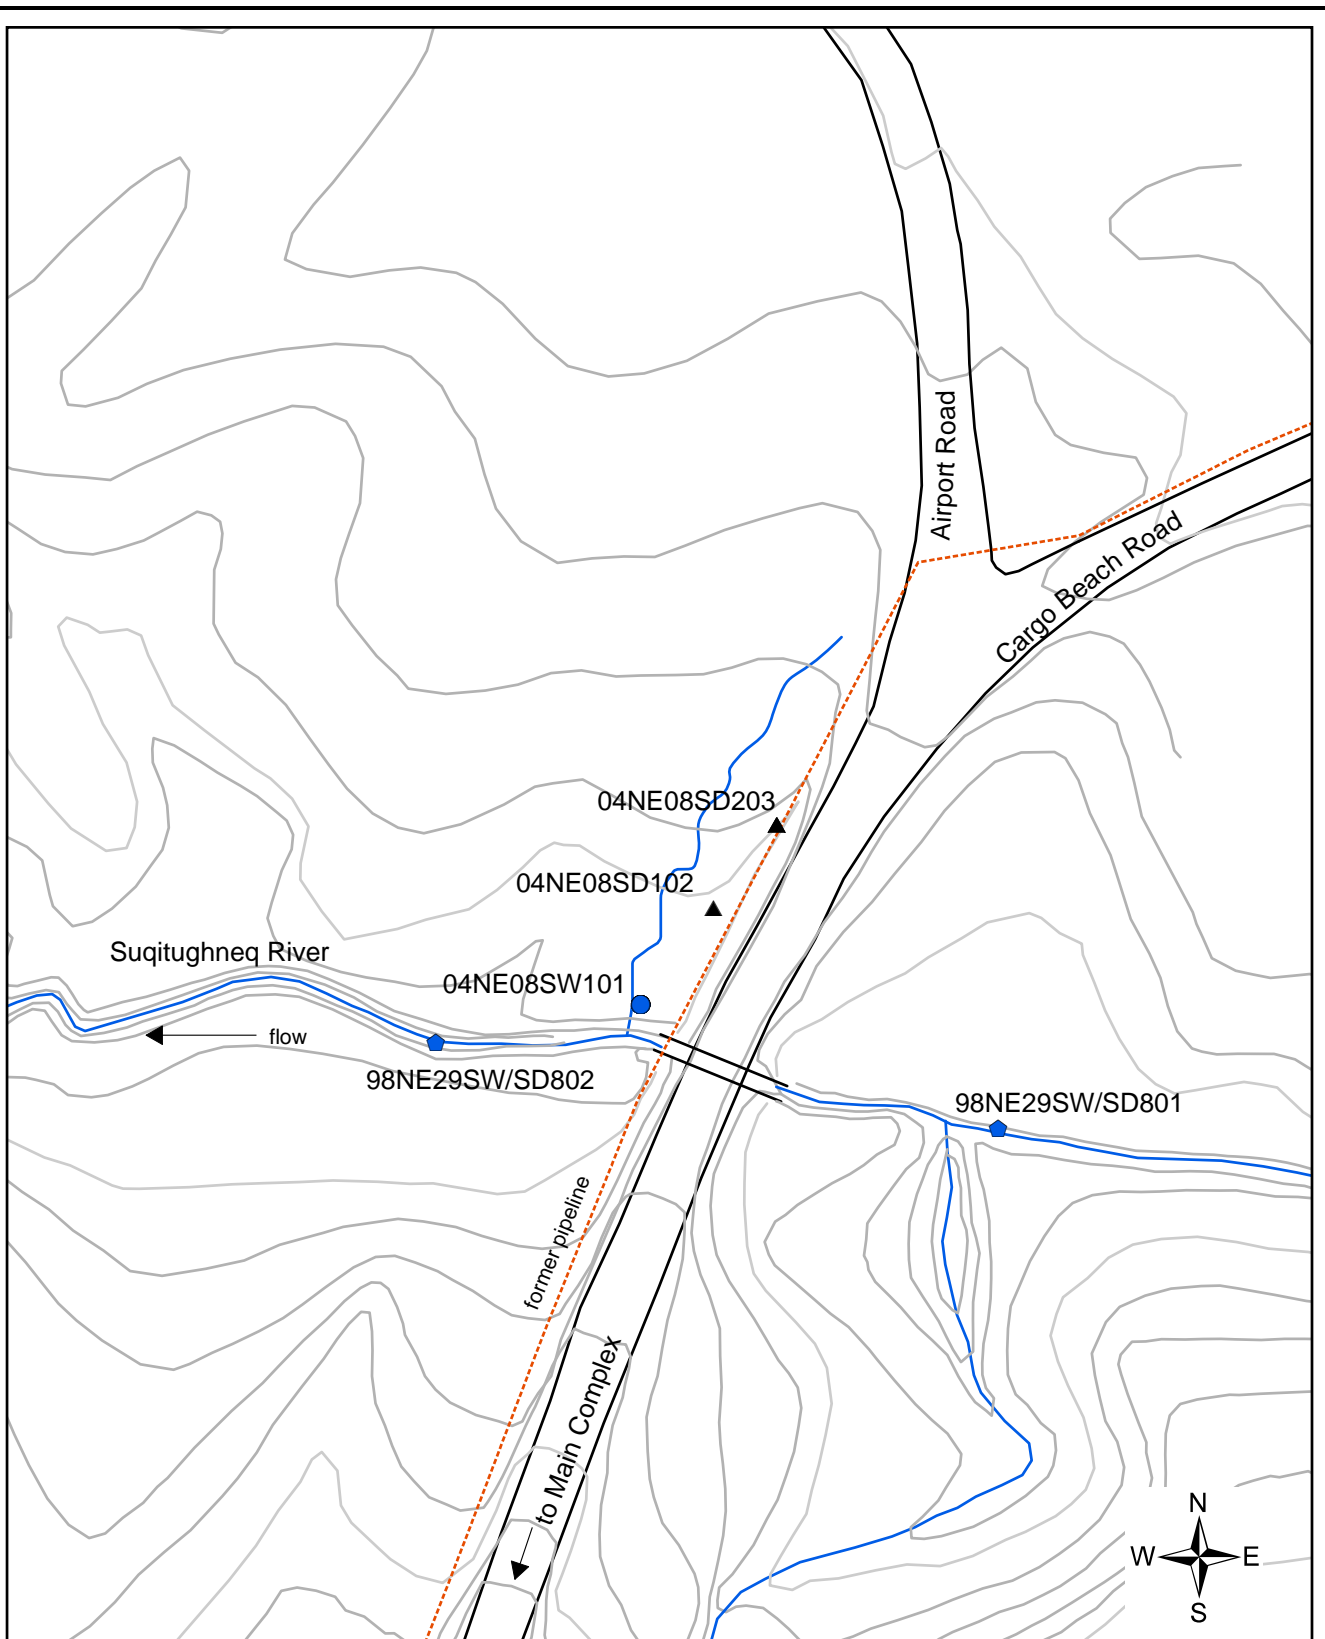 Airport Road
Cargo Beach Road
04NE08SD203
04NE08SD102
Suqitughneq River
04NE08SW101
flow
98NE29SW/SD802
98NE29SW/SD801
former pipeline
to Main Complex
N
W
E
S